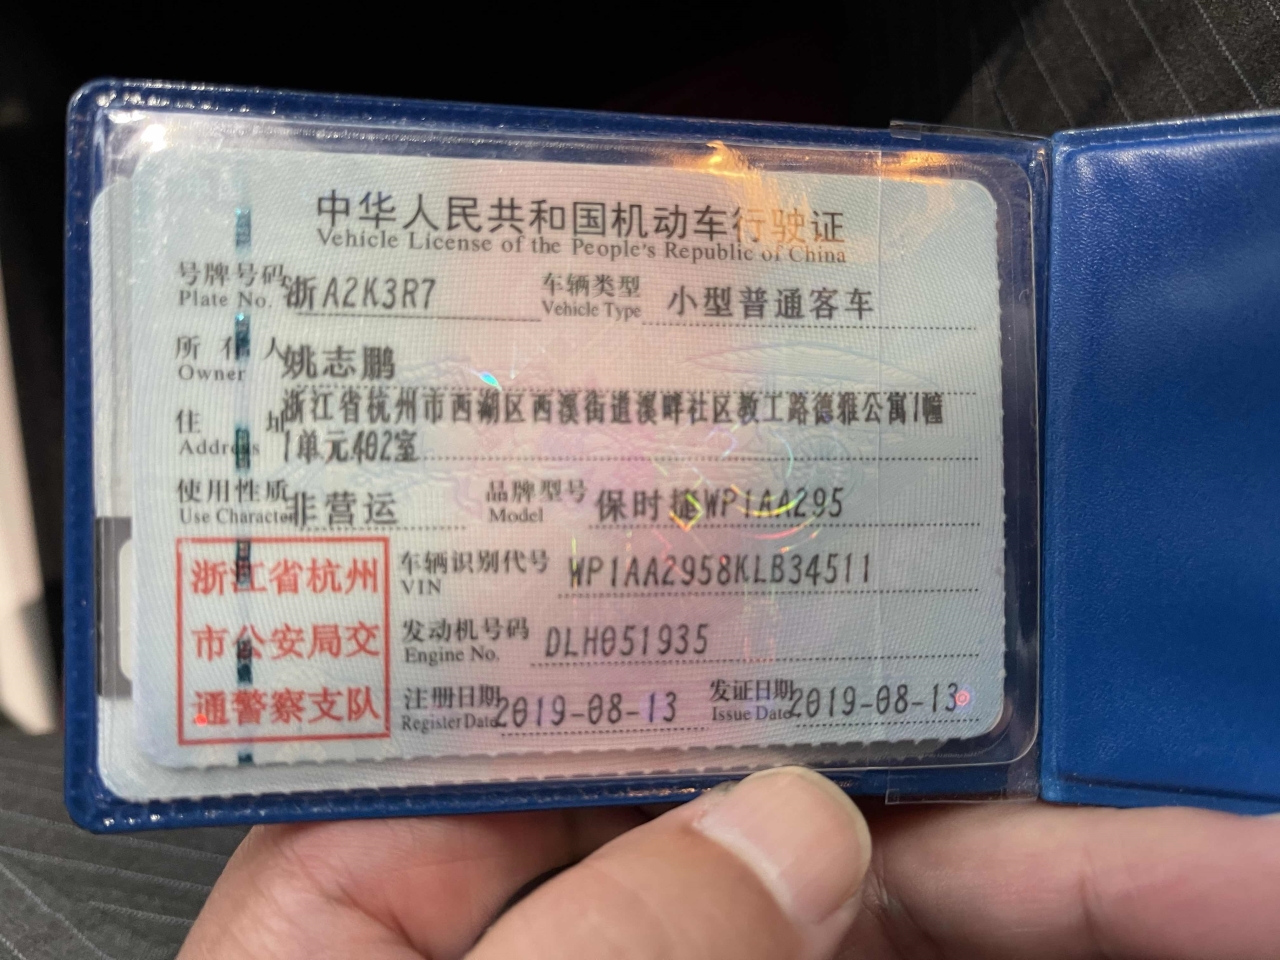 中华人民共和国机动车行驶证
Vehicle License of the People's Republic of China
号牌号码 浙A2K3R7 车辆类型 小型普通客车
Plate No. Vehicle Type
所有人 姚志鹏
Owner
住址 浙江省杭州市西湖区西溪街道溪畔社区教工路德雅公寓1幢
Address 1单元402室
使用性质 非营运 品牌型号 保时捷WP1AA295
Use Character Model
浙江省杭州
市公安局交
通警察支队
车辆识别代号 WP1AA2958KLB34511
VIN
发动机号码 DLH051935
Engine No.
注册日期 2019-08-13 发证日期 2019-08-13
Register Date Issue Date